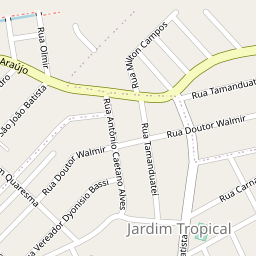 Rua Olmir
Rua Milton Campos
Araújo
Rua Tamanduateí
João Batista
Rua Antônio Caetano Alves
Rua Tamanduateí
Rua Doutor Walmir
Rua Doutor Walmir
Rua Vereador Dyonisio Bassi
Quaresma
Rua Carna
Jardim Tropical